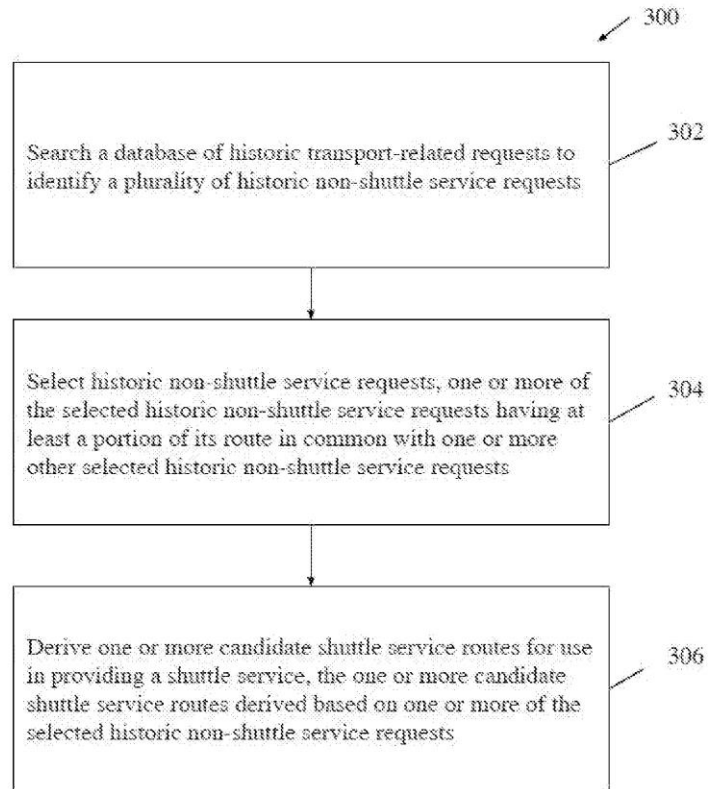 300
302
Search a database of historic transport-related requests to
identify a plurality of historic non-shuttle service requests
304
Select historic non-shuttle service requests, one or more of
the selected historic non-shuttle service requests having at
least a portion of its route in common with one or more
other selected historic non-shuttle service requests
306
Derive one or more candidate shuttle service routes for use
in providing a shuttle service, the one or more candidate
shuttle service routes derived based on one or more of the
selected historic non-shuttle service requests